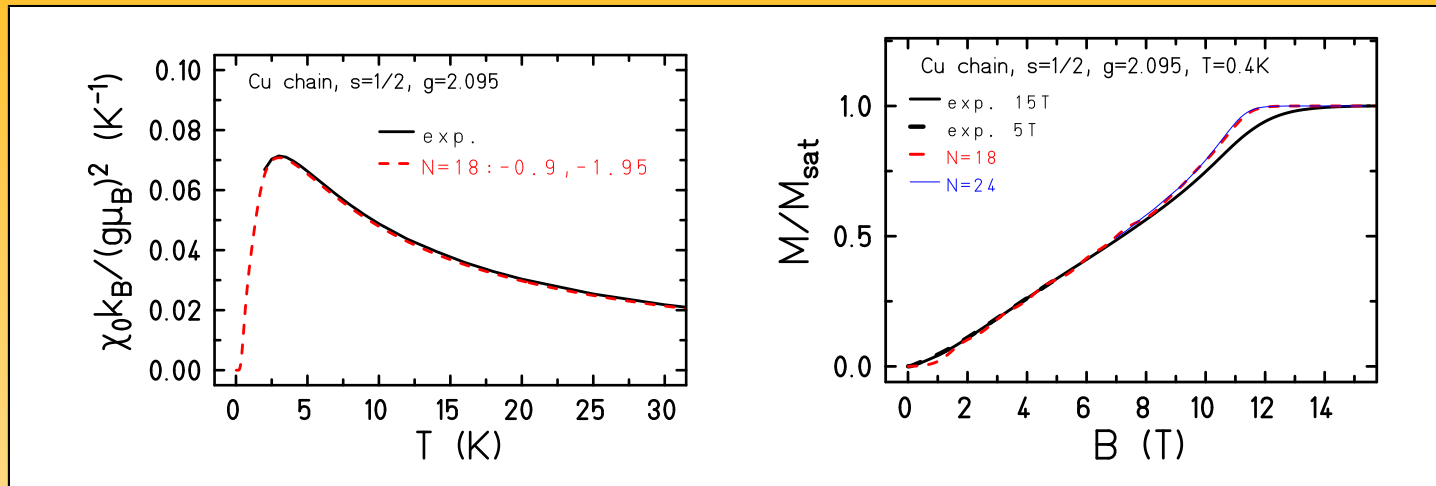 Cu chain, s=1/2, g=2.095
exp.
N=18:-0.9,-1.95
0.10
0.08
0.06
0.04
0.02
0.00
0 5 10 15 20 25 30
T (K)
χ₀k_B/(gμ_B)² (K⁻¹)
Cu chain, s=1/2, g=2.095, T=0.4K
exp. 15T
exp. 5T
N=18
N=24
1.0
0.5
0.0
0 2 4 6 8 10 12 14
B (T)
M/M_sat